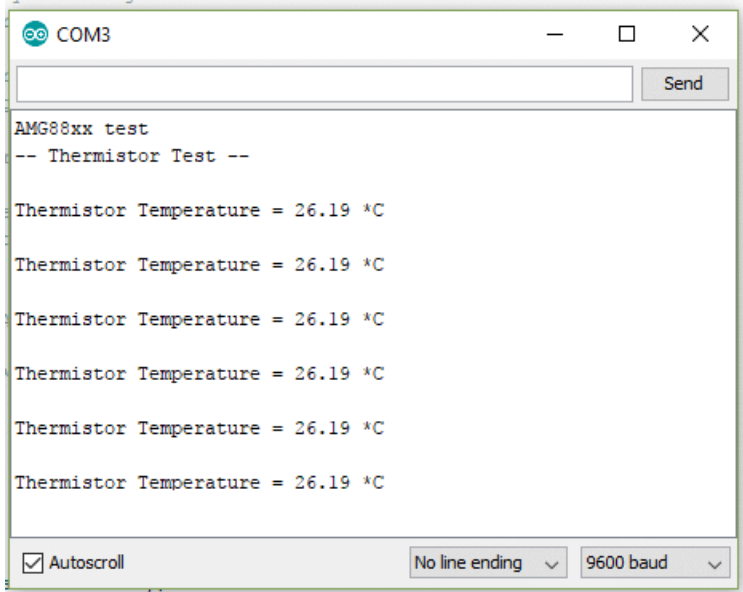 COM3
Send
AMG88xx test
-- Thermistor Test --
Thermistor Temperature = 26.19 *C
Thermistor Temperature = 26.19 *C
Thermistor Temperature = 26.19 *C
Thermistor Temperature = 26.19 *C
Thermistor Temperature = 26.19 *C
Thermistor Temperature = 26.19 *C
Autoscroll
No line ending
9600 baud